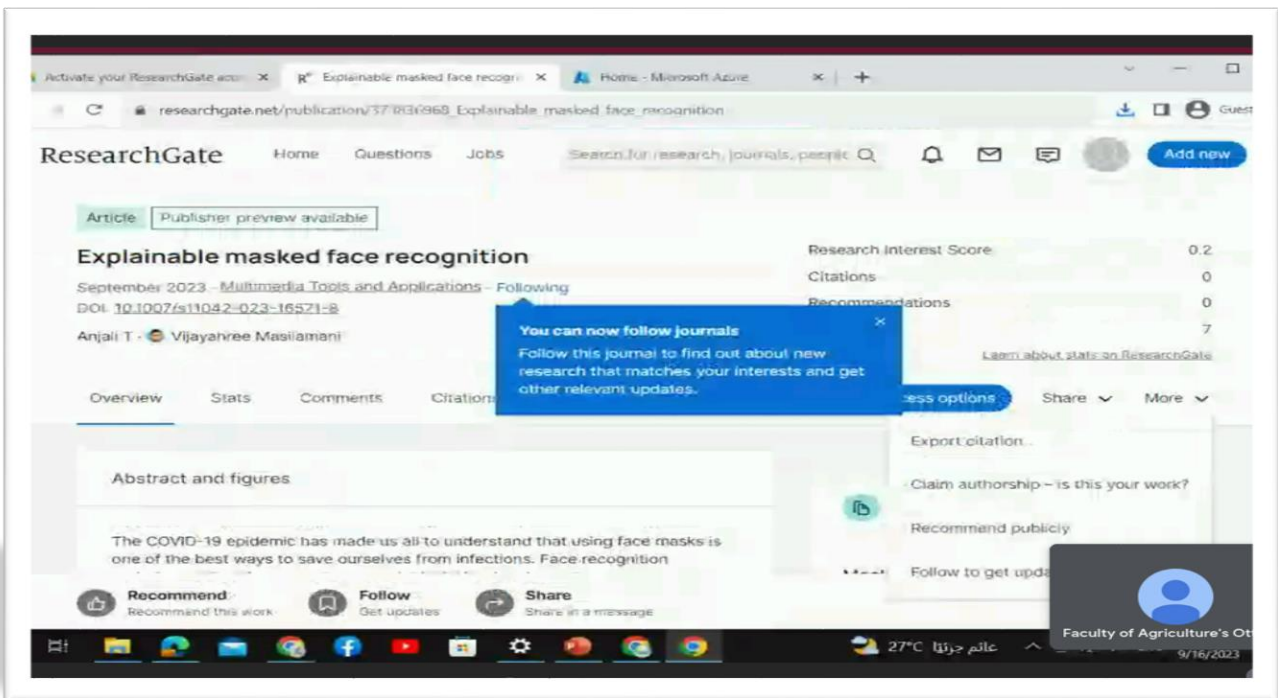 Activate your ResearchGate
Explainable masked face recogn
Home - Microsoft Azure
researchgate.net/publication/ _Explainable_masked_face_recognition
Guest
ResearchGate
Home Questions Jobs
Search for research, journals, people
Add new
Article Publisher preview available
Explainable masked face recognition
September 2023 · Multimedia Tools and Applications · Following
DOI: 10.1007/s11042-023-16571-8
Anjali T · Vijayahree Masilamani
Research Interest Score 0.2
Citations 0
Recommendations 0
7
Learn about stats on ResearchGate
You can now follow journals
Follow this journal to find out about new
research that matches your interests and get
other relevant updates.
Overview Stats Comments Citation
ess options
Share More
Export citation
Claim authorship – is this your work?
Recommend publicly
Follow to get upda
Abstract and figures
The COVID-19 epidemic has made us all to understand that using face masks is
one of the best ways to save ourselves from infections. Face recognition
Recommend
Recommend this work
Follow
Get updates
Share
Share in a message
Faculty of Agriculture's Ot
27°C غائم جزئيًا
9/16/2023